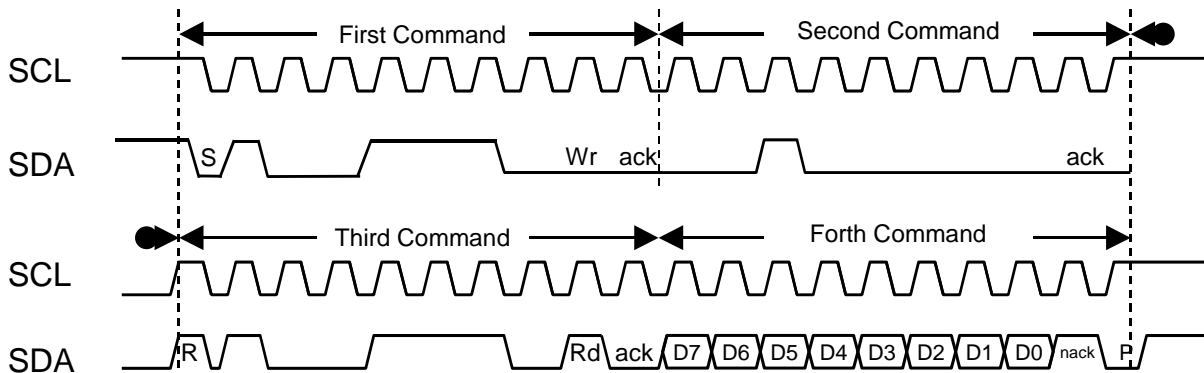 First Command Second Command
SCL
SDA S Wr ack ack
Third Command Forth Command
SCL
SDA R Rd ack D7 D6 D5 D4 D3 D2 D1 D0 nack P